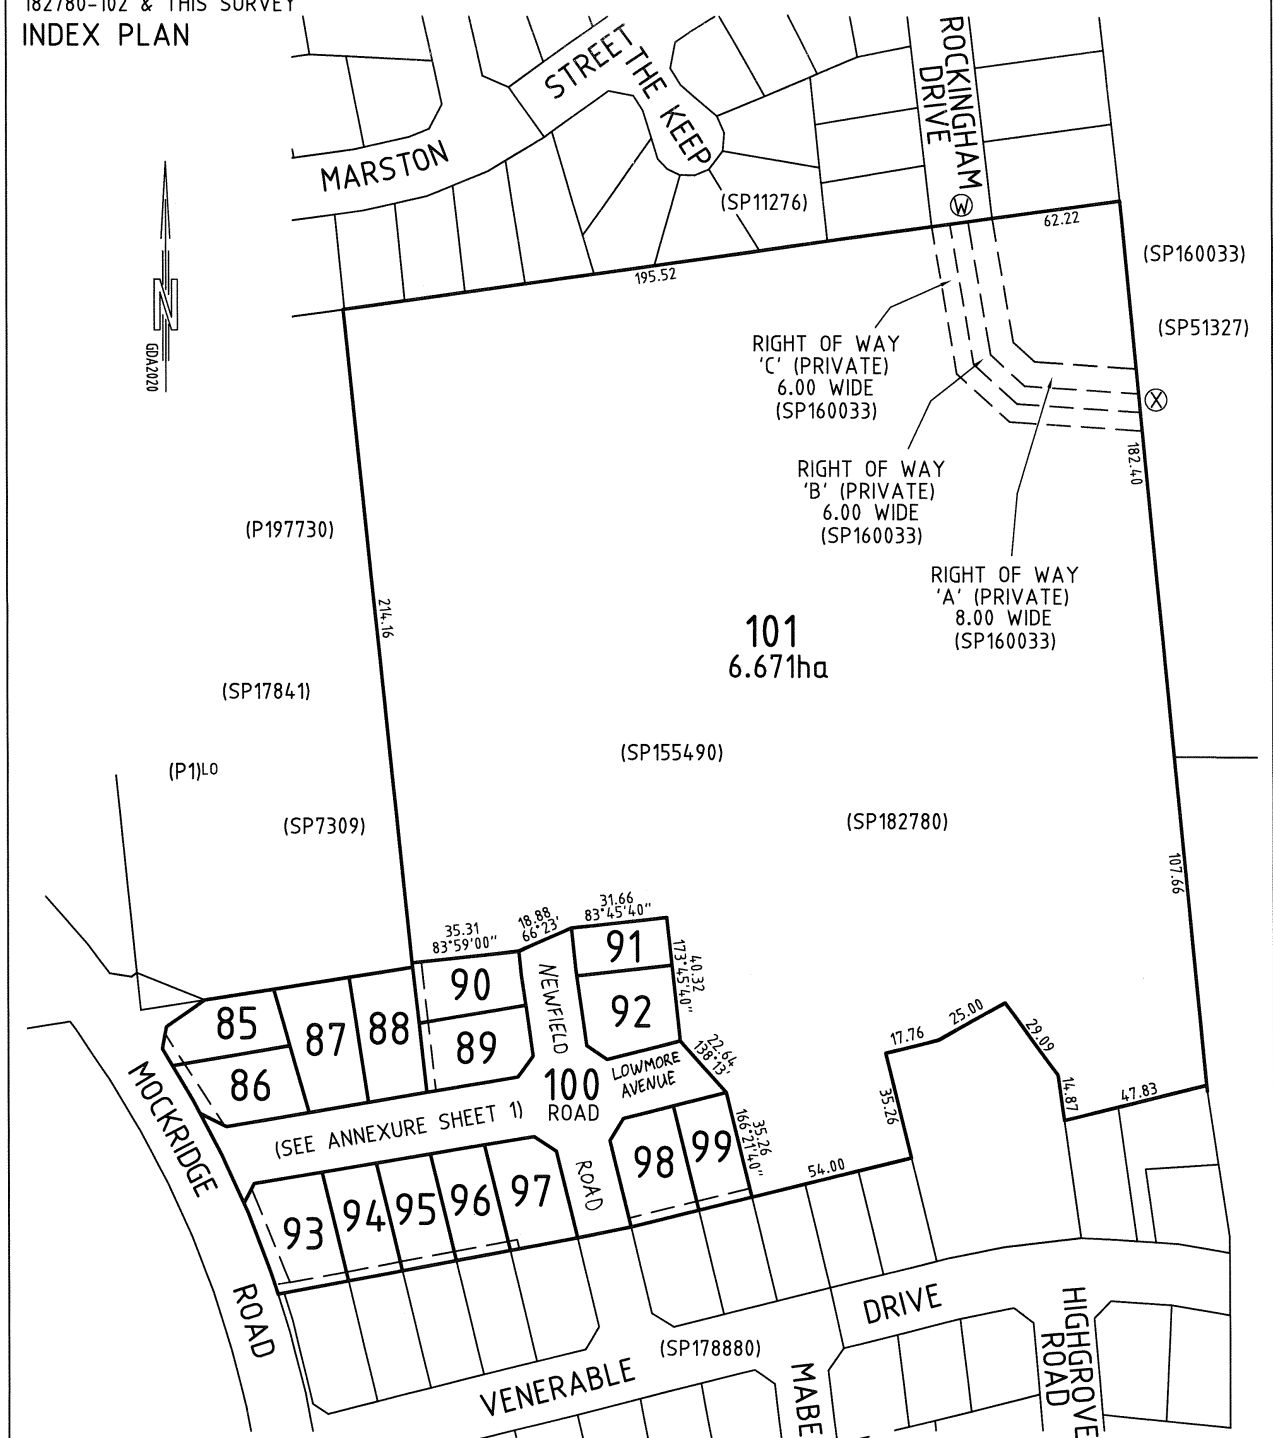 182780-102 & THIS SURVEY
INDEX PLAN
MARSTON
STREET
THE KEEP
ROCKINGHAM
DRIVE
(SP11276)
W
62.22
195.52
(SP160033)
(SP51327)
N
GDA2020
RIGHT OF WAY
'C' (PRIVATE)
6.00 WIDE
(SP160033)
X
182.40
RIGHT OF WAY
'B' (PRIVATE)
6.00 WIDE
(SP160033)
RIGHT OF WAY
'A' (PRIVATE)
8.00 WIDE
(SP160033)
(P197730)
214.16
101
6.671ha
(SP17841)
(P1)LO
(SP155490)
(SP7309)
(SP182780)
107.66
35.31
83°59'00"
18.88
66°23'
31.66
83°45'40"
40.32
173°45'40"
91
90
92
89
NEWFIELD
85
86
87
88
22.64
138°13'
LOWMORE
AVENUE
100
ROAD
17.76
25.00
29.09
14.87
47.83
35.26
MOCKRIDGE
ROAD
(SEE ANNEXURE SHEET 1)
35.26
166°21'40"
54.00
93
94
95
96
97
ROAD
98
99
DRIVE
VENERABLE
(SP178880)
MABE
HIGHGROVE
ROAD